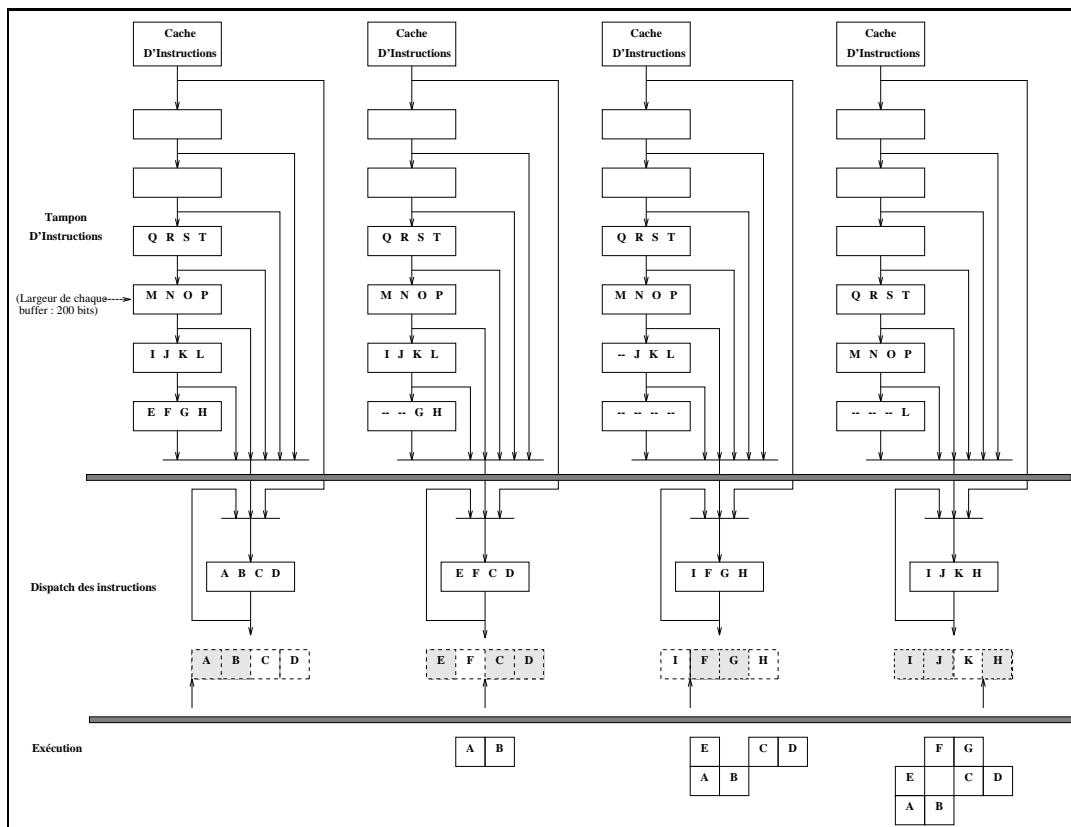 Cache
D'Instructions
Cache
D'Instructions
Cache
D'Instructions
Cache
D'Instructions
Tampon
D'Instructions
Q R S T
Q R S T
Q R S T
(Largeur de chaque
buffer : 200 bits)
M N O P
M N O P
M N O P
Q R S T
I J K L
I J K L
-- J K L
M N O P
E F G H
-- -- G H
-- -- -- --
-- -- -- L
Dispatch des instructions
A B C D
E F C D
I F G H
I J K H
A B C D
E F C D
I F G H
I J K H
Exécution
A B
E C D
F G
A B
E C D
A B